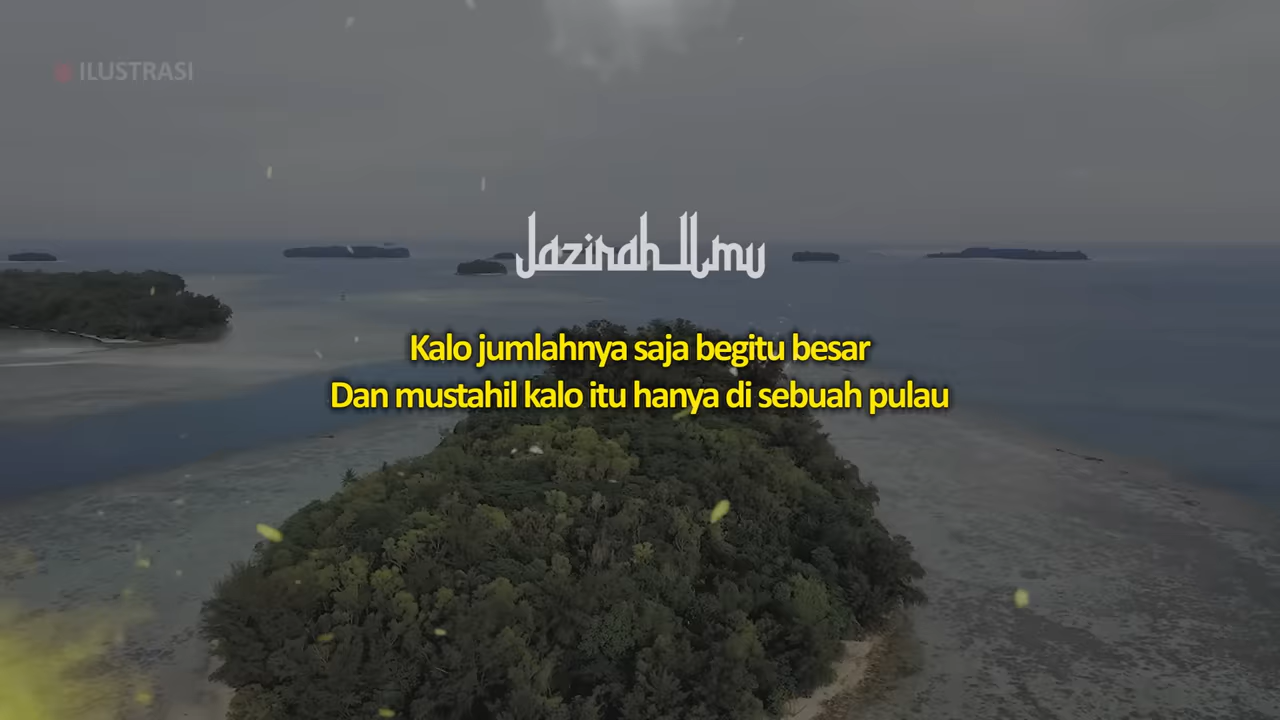 ILUSTRASI
Jazirah Ilmu
Kalo jumlahnya saja begitu besar
Dan mustahil kalo itu hanya di sebuah pulau